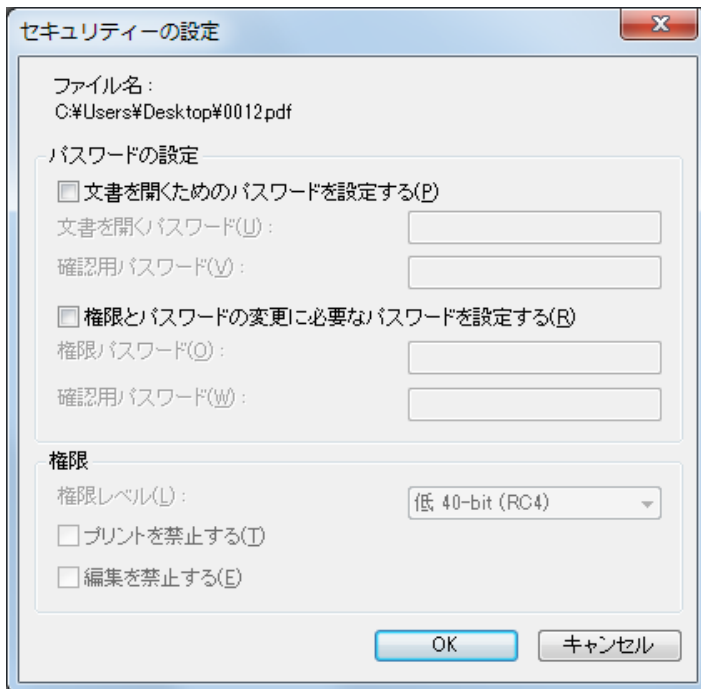 セキュリティーの設定
ファイル名 :
C:¥Users¥Desktop¥0012.pdf
パスワードの設定
文書を開くためのパスワードを設定する(P)
文書を開くパスワード(U) :
確認用パスワード(V) :
権限とパスワードの変更に必要なパスワードを設定する(R)
権限パスワード(O) :
確認用パスワード(W) :
権限
権限レベル(L) : 低 40-bit (RC4)
プリントを禁止する(T)
編集を禁止する(E)
OK キャンセル